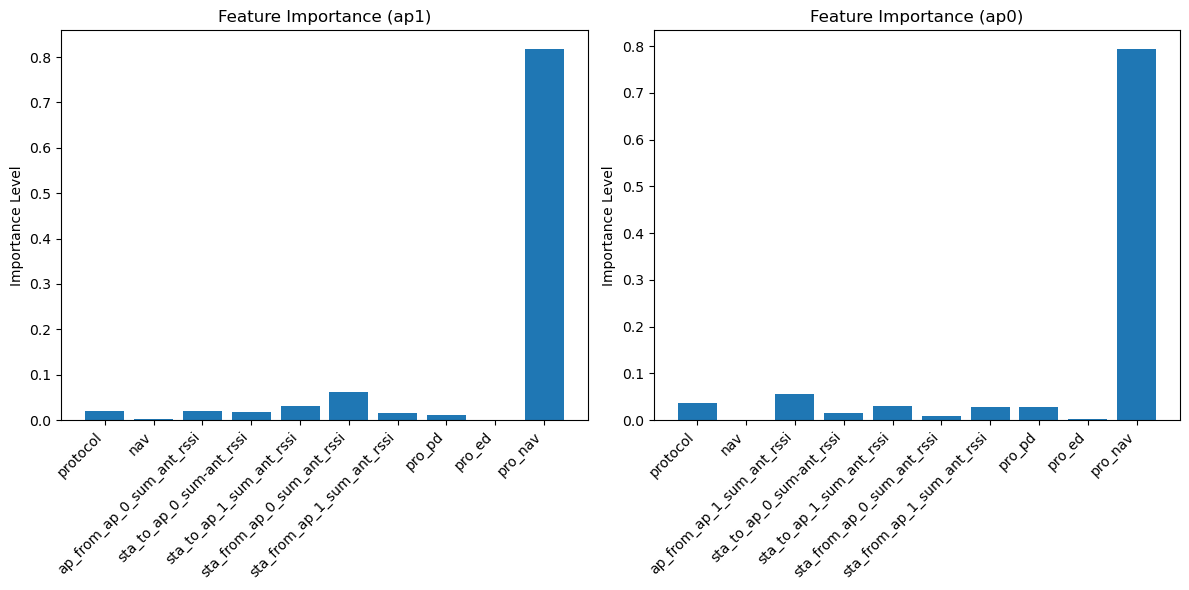 Feature Importance (ap1)
Importance Level
0.8
0.7
0.6
0.5
0.4
0.3
0.2
0.1
0.0
protocol
nav
ap_from_ap_0_sum_ant_rssi
sta_to_ap_0_sum-ant_rssi
sta_to_ap_1_sum_ant_rssi
sta_from_ap_0_sum_ant_rssi
sta_from_ap_1_sum_ant_rssi
pro_pd
pro_ed
pro_nav
Feature Importance (ap0)
Importance Level
0.8
0.7
0.6
0.5
0.4
0.3
0.2
0.1
0.0
protocol
nav
ap_from_ap_1_sum_ant_rssi
sta_to_ap_0_sum-ant_rssi
sta_to_ap_1_sum_ant_rssi
sta_from_ap_0_sum_ant_rssi
sta_from_ap_1_sum_ant_rssi
pro_pd
pro_ed
pro_nav